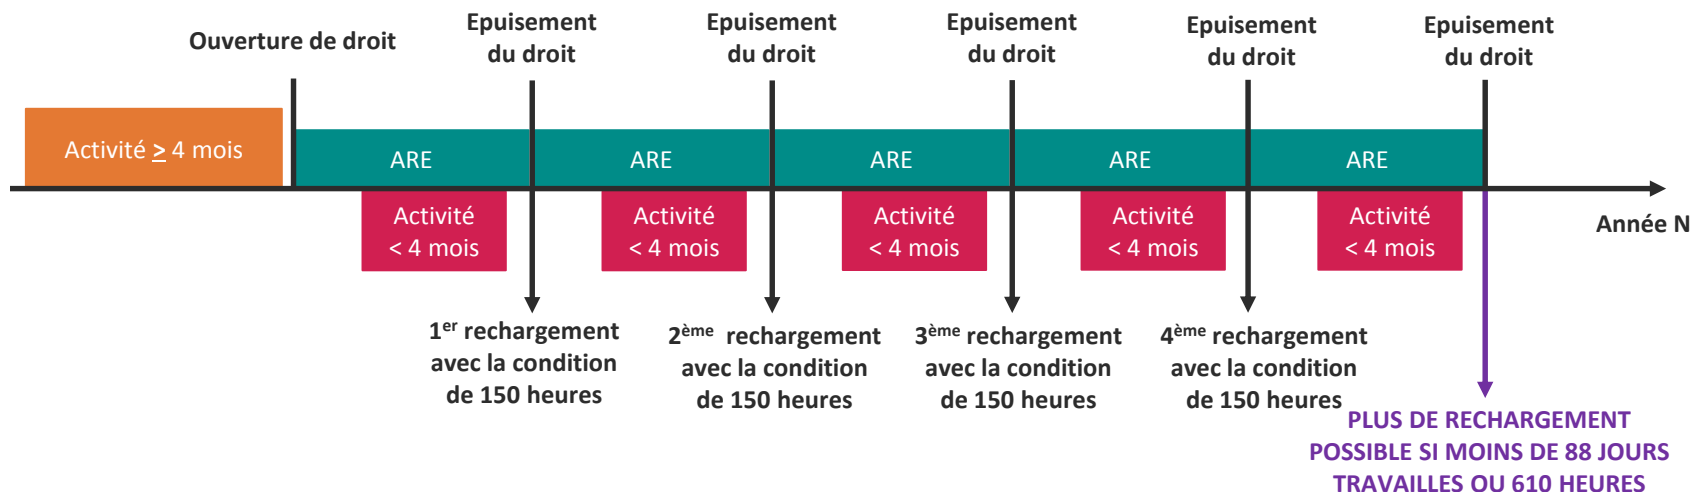 Ouverture de droit
Epuisement
du droit
Epuisement
du droit
Epuisement
du droit
Epuisement
du droit
Epuisement
du droit
Activité ≥ 4 mois
ARE
ARE
ARE
ARE
ARE
Activité
< 4 mois
Activité
< 4 mois
Activité
< 4 mois
Activité
< 4 mois
Activité
< 4 mois
Année N
1er rechargement
avec la condition
de 150 heures
2ème rechargement
avec la condition
de 150 heures
3ème rechargement
avec la condition
de 150 heures
4ème rechargement
avec la condition
de 150 heures
PLUS DE RECHARGEMENT
POSSIBLE SI MOINS DE 88 JOURS
TRAVAILLES OU 610 HEURES